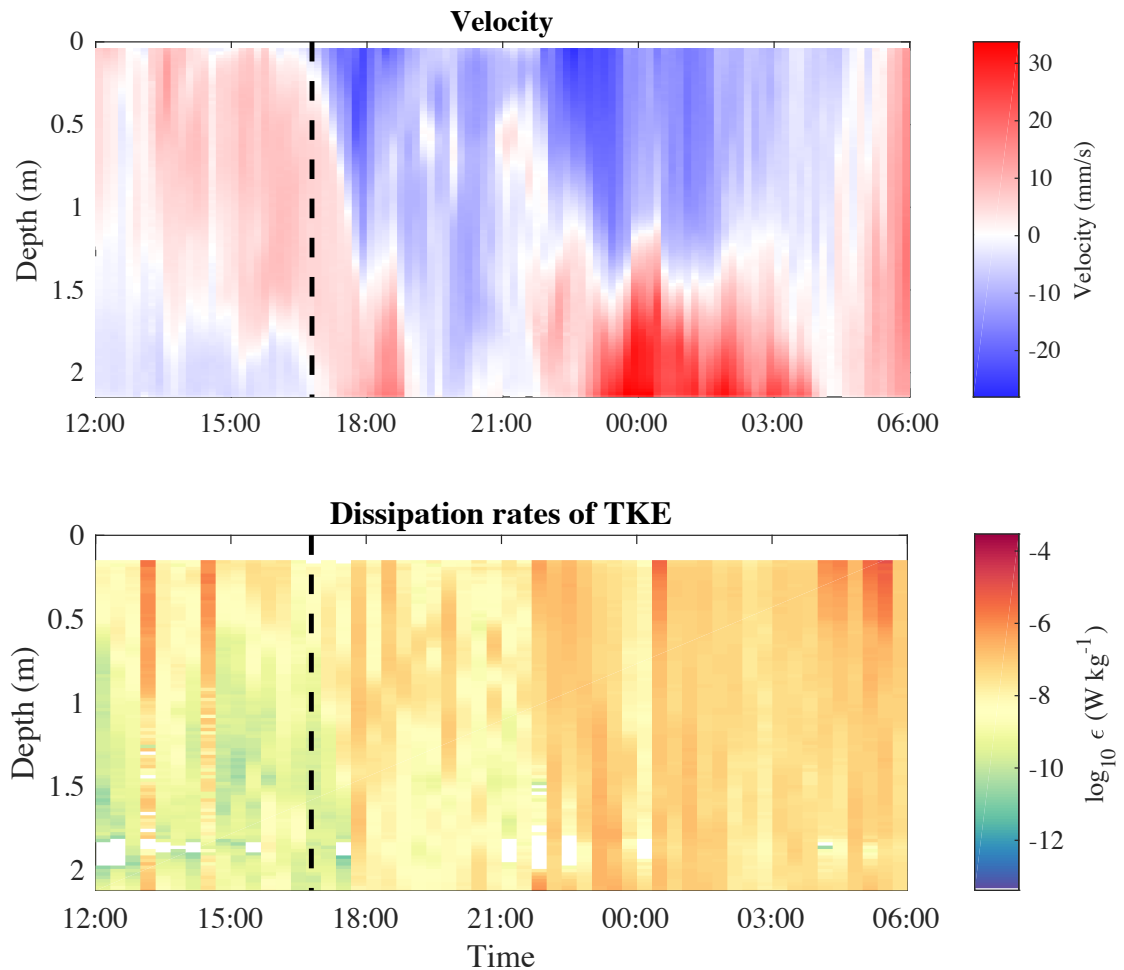 Velocity
0
0.5
1
1.5
2
Depth (m)
12:00 15:00 18:00 21:00 00:00 03:00 06:00
30
20
10
0
-10
-20
Velocity (mm/s)
Dissipation rates of TKE
0
0.5
1
1.5
2
Depth (m)
12:00 15:00 18:00 21:00 00:00 03:00 06:00
Time
-4
-6
-8
-10
-12
log10 ϵ (W kg-1 )